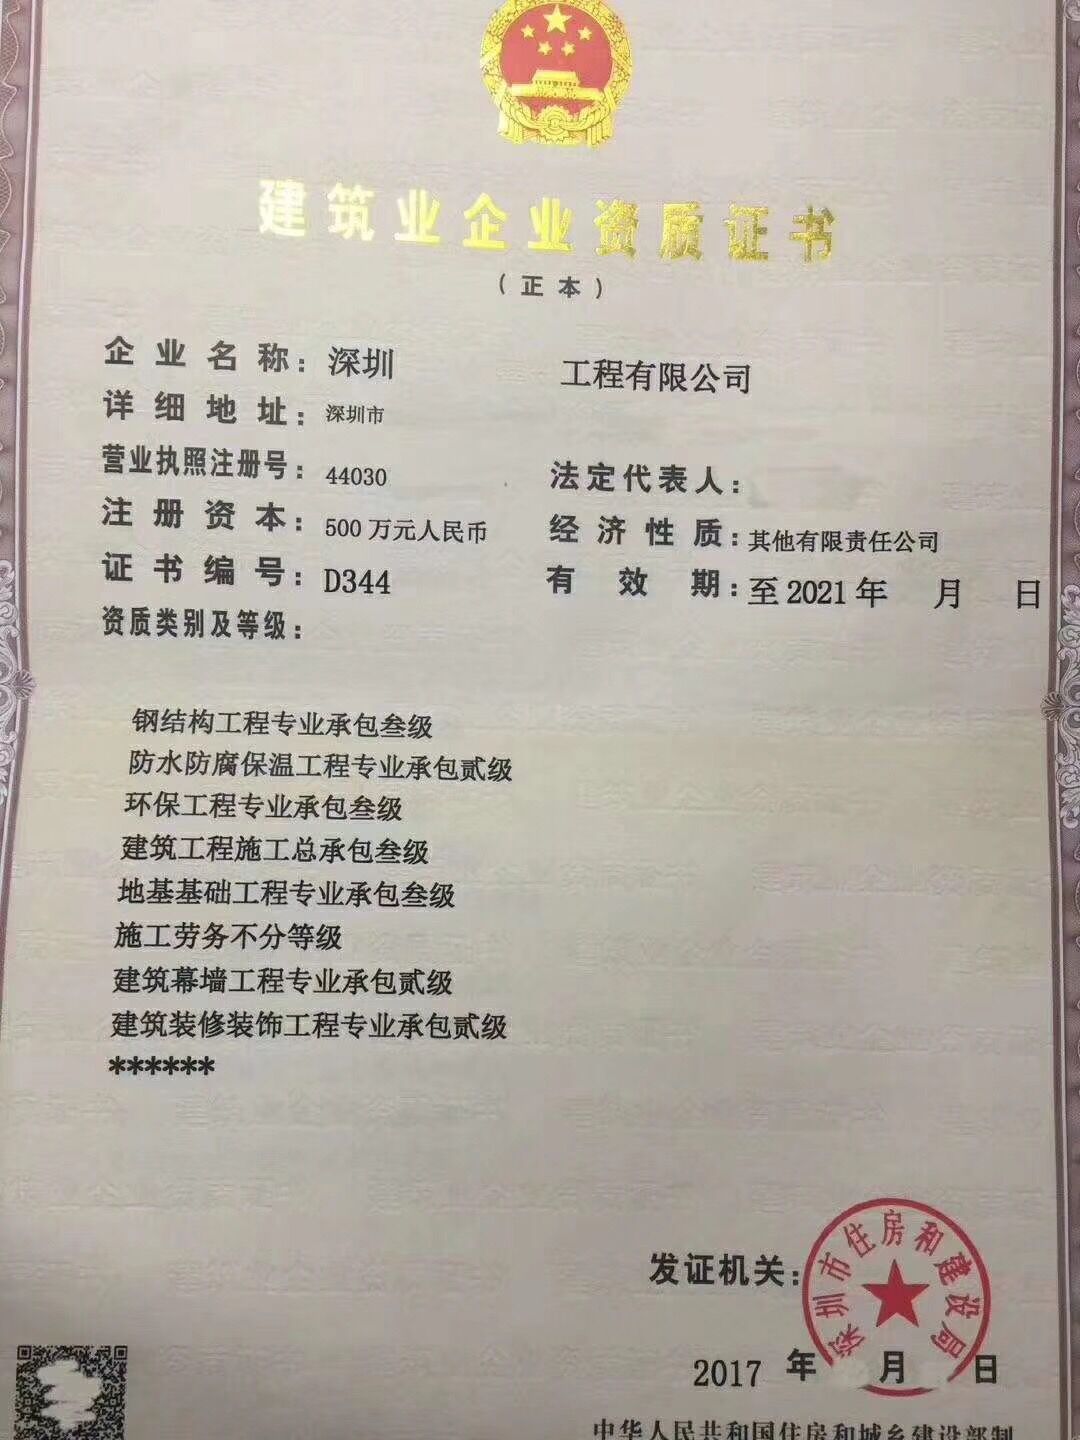 建筑业企业资质证书
（正本）
企业名称：深圳 工程有限公司
详细地址：深圳市
营业执照注册号：44030 法定代表人：
注册资本：500万元人民币 经济性质：其他有限责任公司
证书编号：D344 有效期：至2021年 月 日
资质类别及等级：
钢结构工程专业承包叁级
防水防腐保温工程专业承包贰级
环保工程专业承包叁级
建筑工程施工总承包叁级
地基基础工程专业承包叁级
施工劳务不分等级
建筑幕墙工程专业承包贰级
建筑装修装饰工程专业承包贰级
******
发证机关：
深圳市住房和建设局
2017 年 月 日
中华人民共和国住房和城乡建设部制